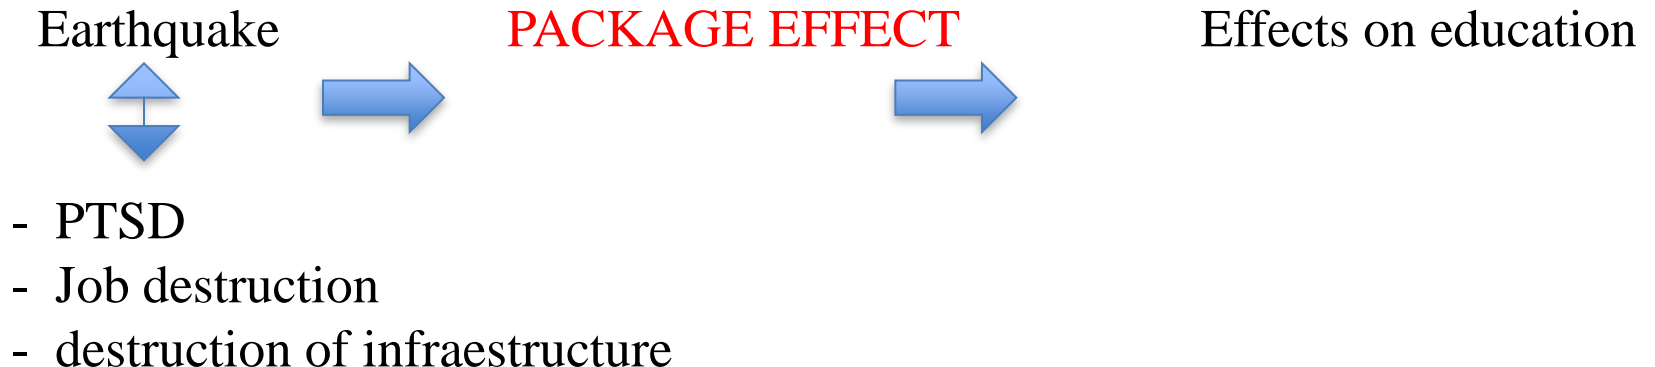 Earthquake PACKAGE EFFECT Effects on education
- PTSD
- Job destruction
- destruction of infraestructure